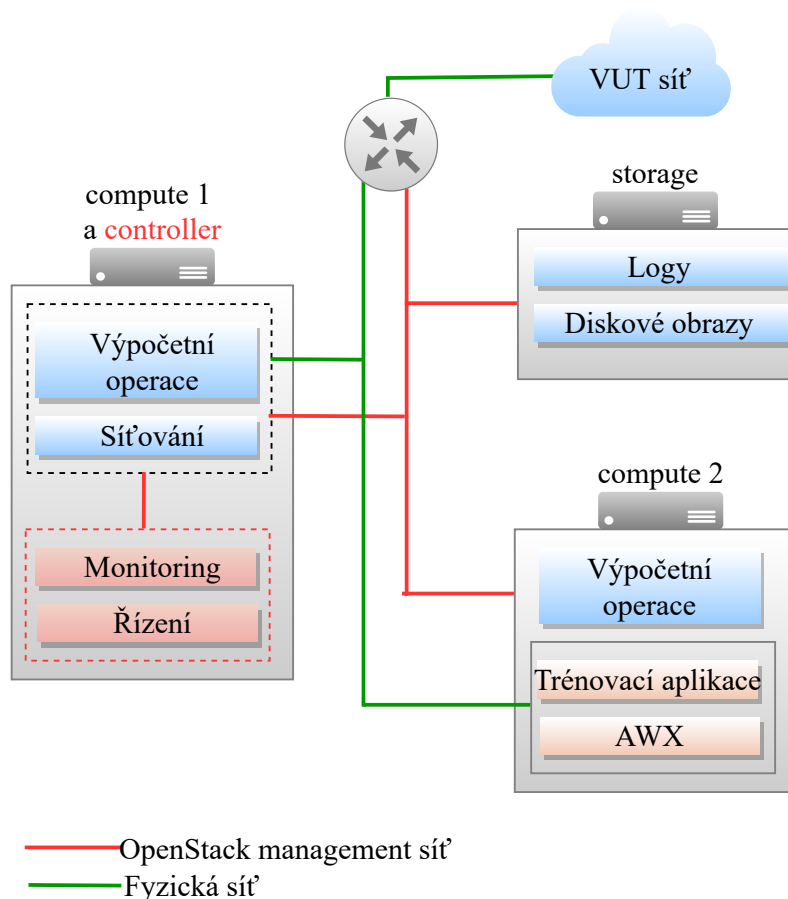 VUT síť
compute 1
a controller
Výpočetní
operace
Síťování
Monitoring
Řízení
storage
Logy
Diskové obrazy
compute 2
Výpočetní
operace
Trénovací aplikace
AWX
OpenStack management síť
Fyzická síť